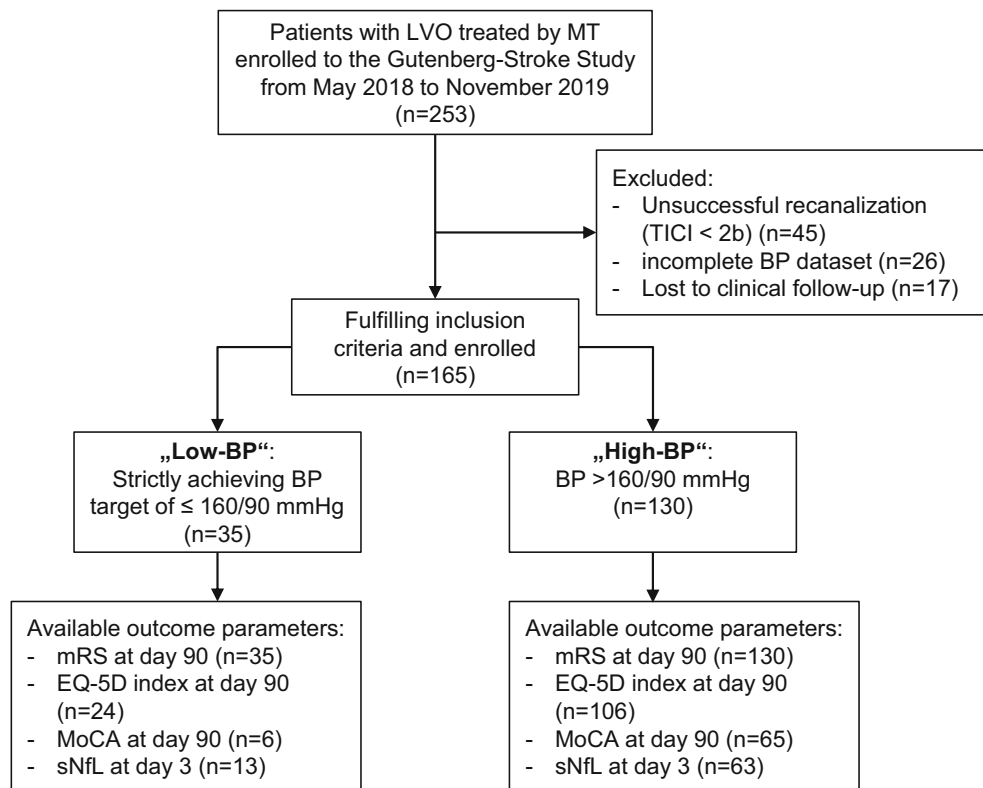 Patients with LVO treated by MT
enrolled to the Gutenberg-Stroke Study
from May 2018 to November 2019
(n=253)
Excluded:
- Unsuccessful recanalization
(TICI < 2b) (n=45)
- incomplete BP dataset (n=26)
- Lost to clinical follow-up (n=17)
Fulfilling inclusion
criteria and enrolled
(n=165)
„Low-BP“:
Strictly achieving BP
target of ≤ 160/90 mmHg
(n=35)
„High-BP“:
BP >160/90 mmHg
(n=130)
Available outcome parameters:
- mRS at day 90 (n=35)
- EQ-5D index at day 90
(n=24)
- MoCA at day 90 (n=6)
- sNfL at day 3 (n=13)
Available outcome parameters:
- mRS at day 90 (n=130)
- EQ-5D index at day 90
(n=106)
- MoCA at day 90 (n=65)
- sNfL at day 3 (n=63)